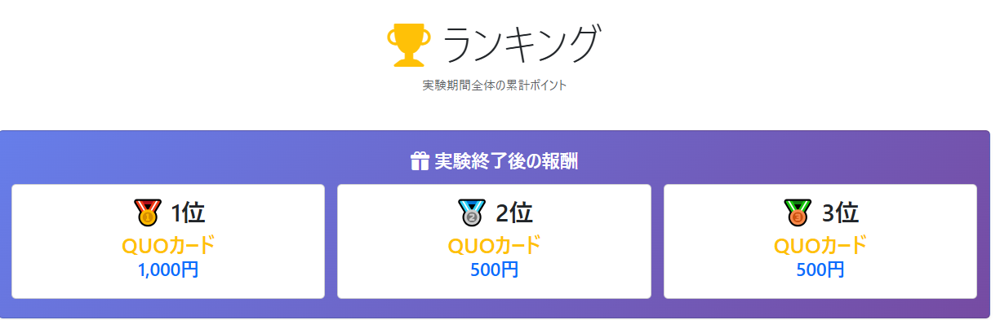 ランキング
実験期間全体の累計ポイント
実験終了後の報酬
1位
QUOカード
1,000円
2位
QUOカード
500円
3位
QUOカード
500円